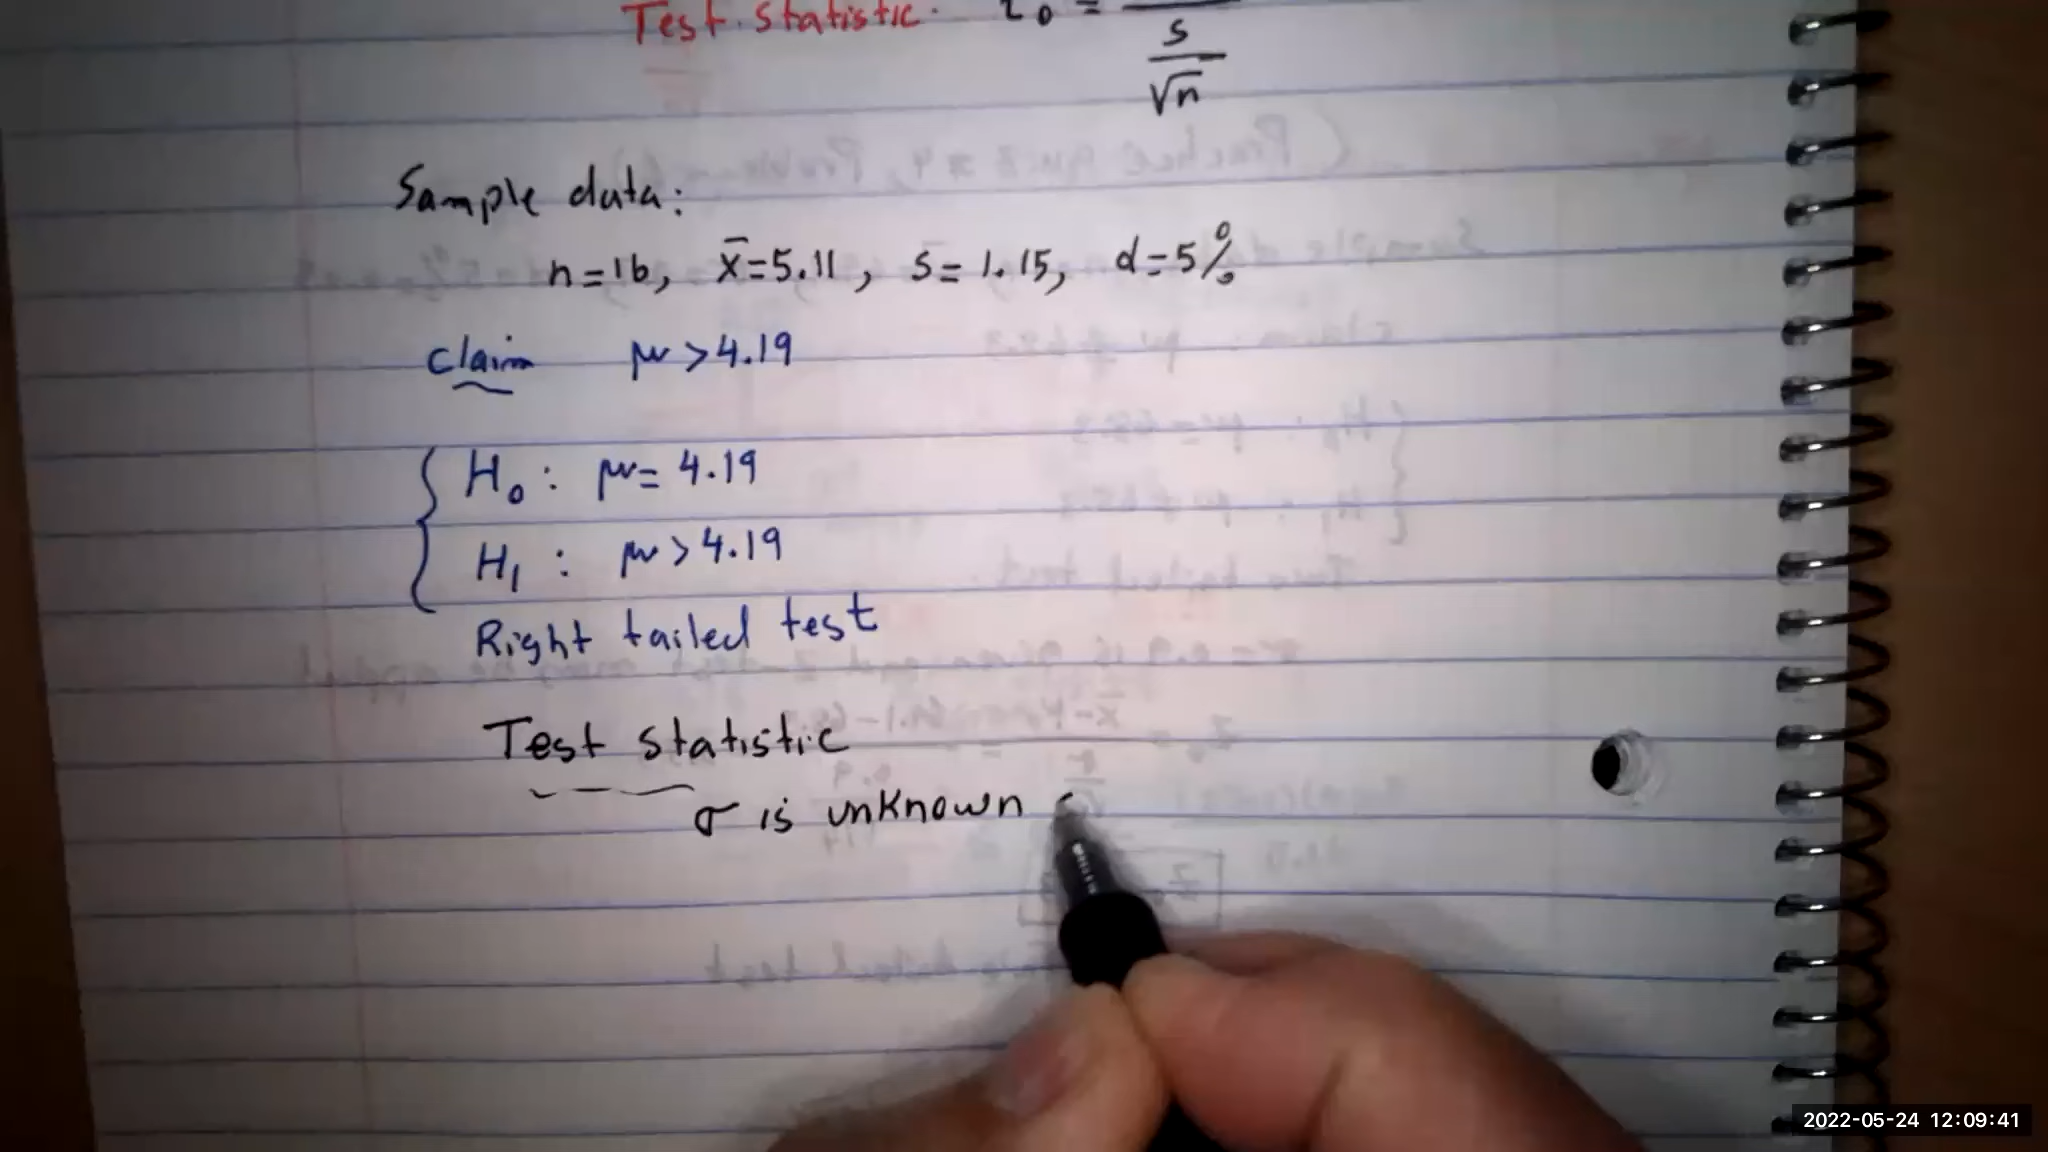 Test statistic. t₀ =
s
√n
Sample data:
n=16, x̄=5.11, s=1.15, α=5%
claim μ>4.19
H₀: μ= 4.19
H₁: μ>4.19
Right tailed test
Test statistic
σ is unknown
2022-05-24 12:09:41